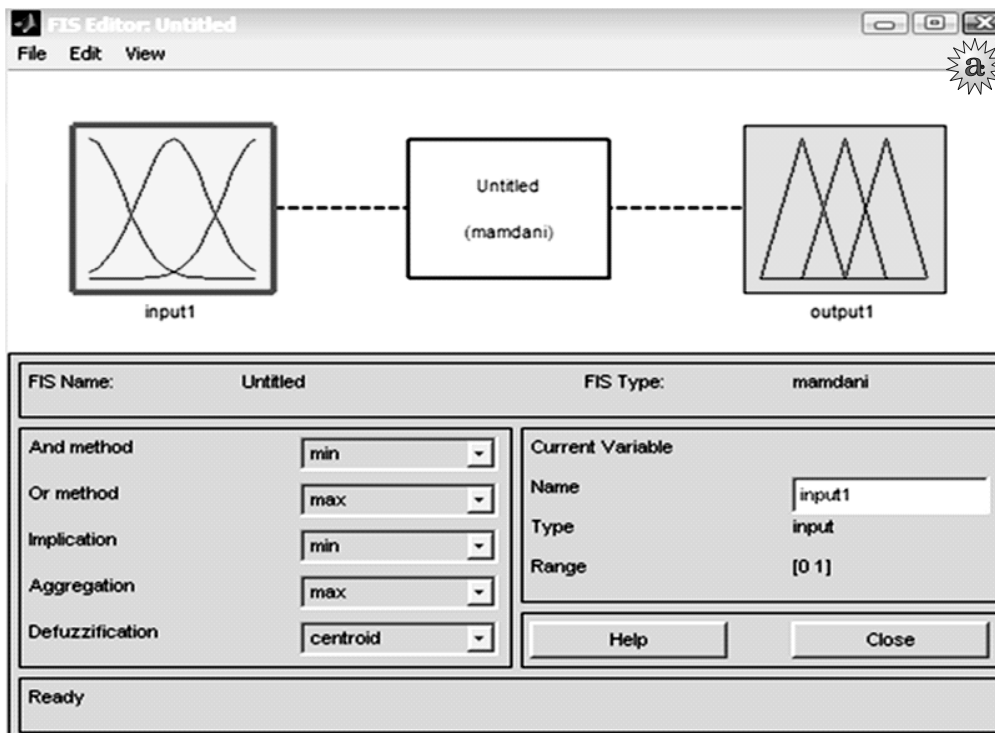 FIS Editor: Untitled
File Edit View
a
Untitled
(mamdani)
input1
output1
FIS Name: Untitled FIS Type: mamdani
And method min
Or method max
Implication min
Aggregation max
Defuzzification centroid
Current Variable
Name input1
Type input
Range [0 1]
Help Close
Ready